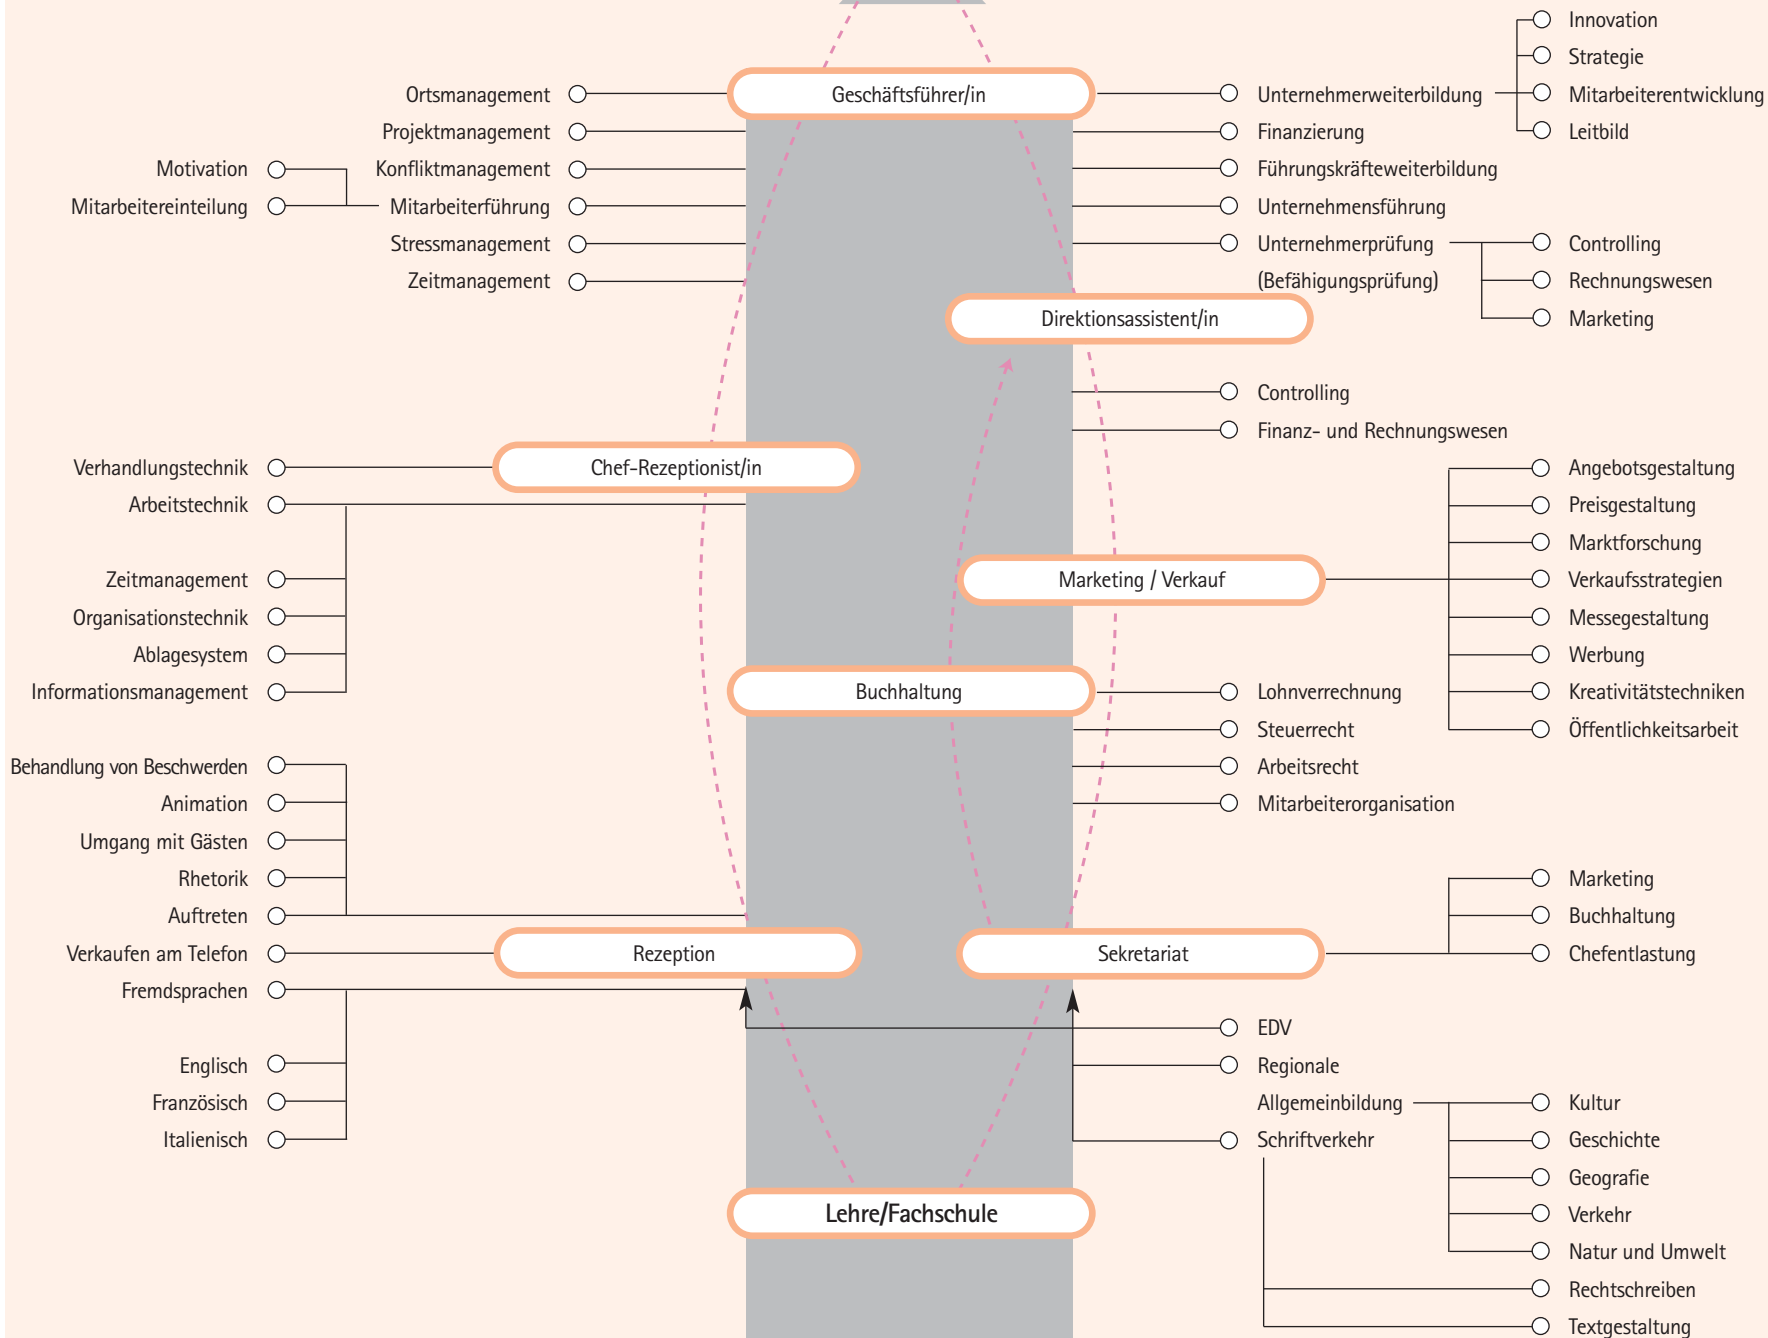 Innovation
Strategie
Ortsmanagement
Geschäftsführer/in
Unternehmerweiterbildung
Mitarbeiterentwicklung
Projektmanagement
Finanzierung
Leitbild
Motivation
Konfliktmanagement
Führungskräfteweiterbildung
Mitarbeitereinteilung
Mitarbeiterführung
Unternehmensführung
Stressmanagement
Unternehmerprüfung
Controlling
Zeitmanagement
(Befähigungsprüfung)
Rechnungswesen
Direktionsassistent/in
Marketing
Controlling
Finanz- und Rechnungswesen
Verhandlungstechnik
Chef-Rezeptionist/in
Angebotsgestaltung
Arbeitstechnik
Preisgestaltung
Marktforschung
Zeitmanagement
Marketing / Verkauf
Verkaufsstrategien
Organisationstechnik
Messegestaltung
Ablagesystem
Werbung
Informationsmanagement
Buchhaltung
Lohnverrechnung
Kreativitätstechniken
Steuerrecht
Öffentlichkeitsarbeit
Behandlung von Beschwerden
Arbeitsrecht
Animation
Mitarbeiterorganisation
Umgang mit Gästen
Rhetorik
Marketing
Auftreten
Buchhaltung
Verkaufen am Telefon
Rezeption
Sekretariat
Chefentlastung
Fremdsprachen
EDV
Englisch
Regionale
Französisch
Allgemeinbildung
Kultur
Italienisch
Schriftverkehr
Geschichte
Geografie
Lehre/Fachschule
Verkehr
Natur und Umwelt
Rechtschreiben
Textgestaltung